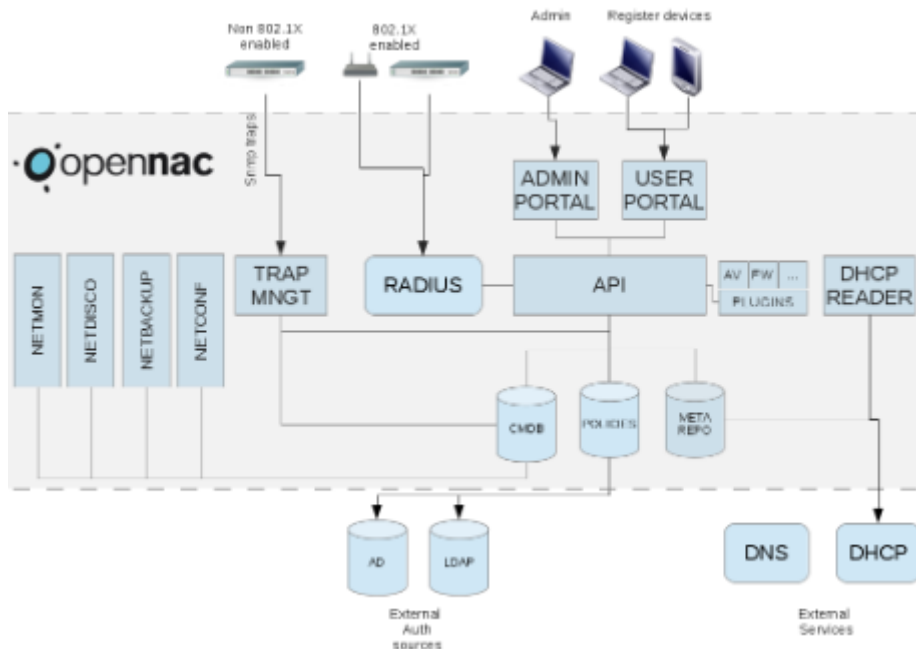 Non 802.1X
enabled
802.1X
enabled
Admin
Register devices
Snmp traps
opennac
ADMIN
PORTAL
USER
PORTAL
NETMON
NETDISCO
NETBACKUP
NETCONF
TRAP
MNGT
RADIUS
API
AV
FW
...
PLUGINS
DHCP
READER
CMDB
POLICIES
META
REPO
AD
LDAP
DNS
DHCP
External
Auth
sources
External
Services